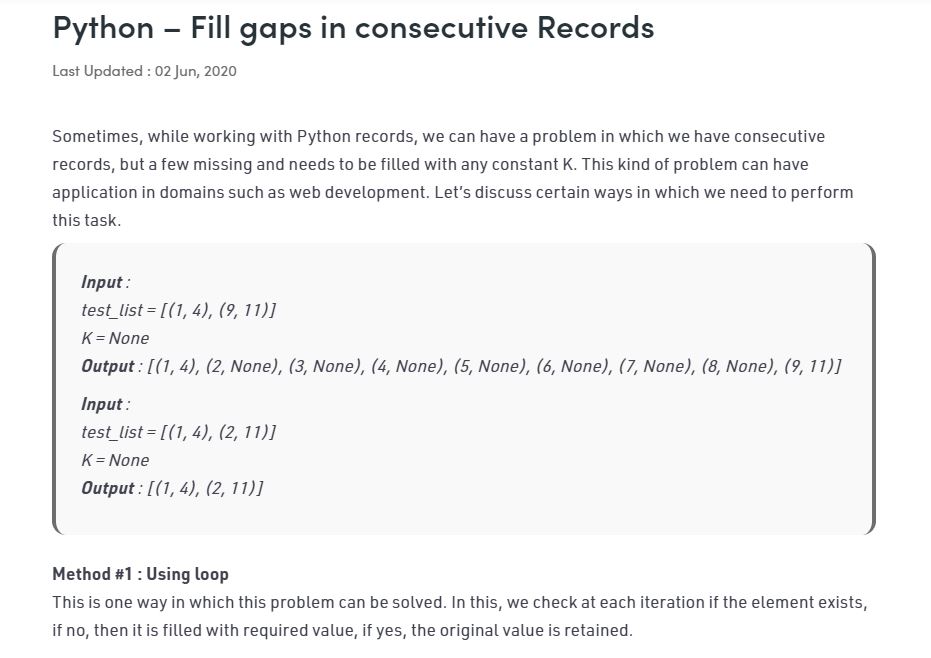 Python – Fill gaps in consecutive Records
Last Updated : 02 Jun, 2020
Sometimes, while working with Python records, we can have a problem in which we have consecutive
records, but a few missing and needs to be filled with any constant K. This kind of problem can have
application in domains such as web development. Let's discuss certain ways in which we need to perform
this task.
Input :
test_list = [(1, 4), (9, 11)]
K = None
Output : [(1, 4), (2, None), (3, None), (4, None), (5, None), (6, None), (7, None), (8, None), (9, 11)]
Input :
test_list = [(1, 4), (2, 11)]
K = None
Output : [(1, 4), (2, 11)]
Method #1 : Using loop
This is one way in which this problem can be solved. In this, we check at each iteration if the element exists,
if no, then it is filled with required value, if yes, the original value is retained.